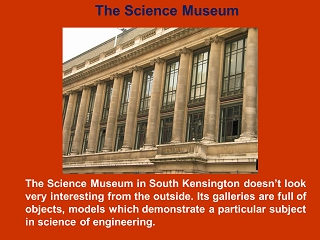 The Science Museum
The Science Museum in South Kensington doesn't look
very interesting from the outside. Its galleries are full of
objects, models which demonstrate a particular subject
in science of engineering.